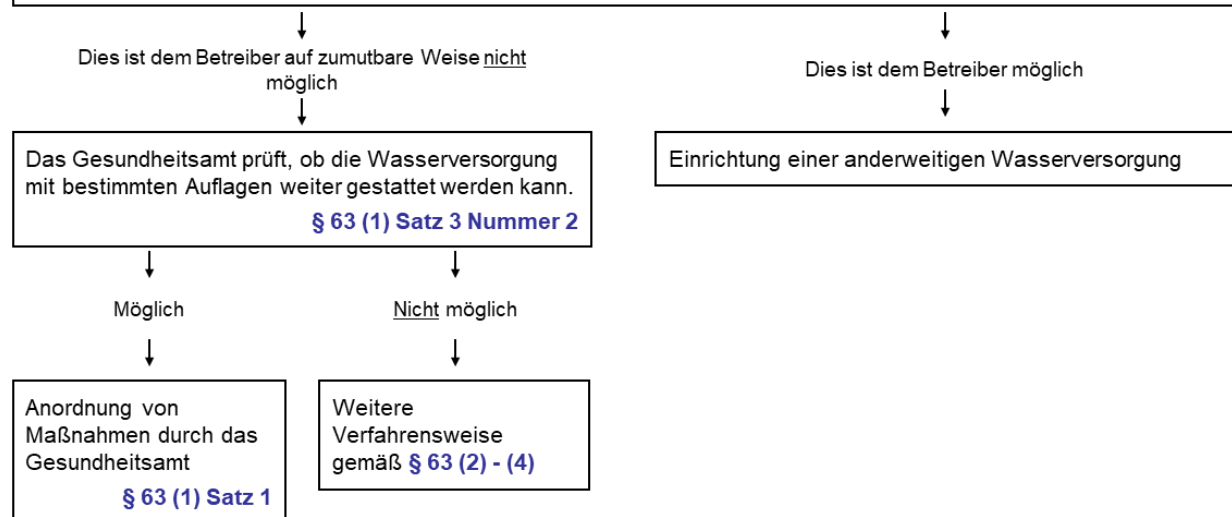 Dies ist dem Betreiber auf zumutbare Weise nicht
möglich
Dies ist dem Betreiber möglich
Das Gesundheitsamt prüft, ob die Wasserversorgung
mit bestimmten Auflagen weiter gestattet werden kann.
§ 63 (1) Satz 3 Nummer 2
Einrichtung einer anderweitigen Wasserversorgung
Möglich
Nicht möglich
Anordnung von
Maßnahmen durch das
Gesundheitsamt
§ 63 (1) Satz 1
Weitere
Verfahrensweise
gemäß § 63 (2) - (4)